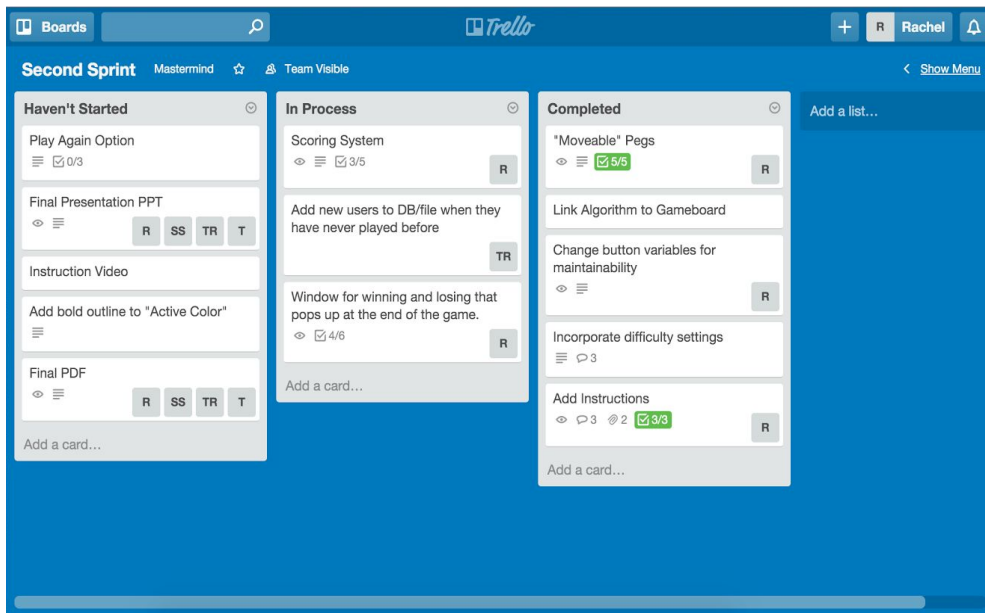 Boards
Trello
+
R Rachel
Second Sprint Mastermind Team Visible
< Show Menu
Haven't Started
Play Again Option
0/3
Final Presentation PPT
R SS TR T
Instruction Video
Add bold outline to "Active Color"
Final PDF
R SS TR T
Add a card...
In Process
Scoring System
3/5
R
Add new users to DB/file when they
have never played before
TR
Window for winning and losing that
pops up at the end of the game.
4/6
R
Add a card...
Completed
"Moveable" Pegs
5/5
R
Link Algorithm to Gameboard
Change button variables for
maintainability
R
Incorporate difficulty settings
3
Add Instructions
3 2 3/3
R
Add a card...
Add a list...